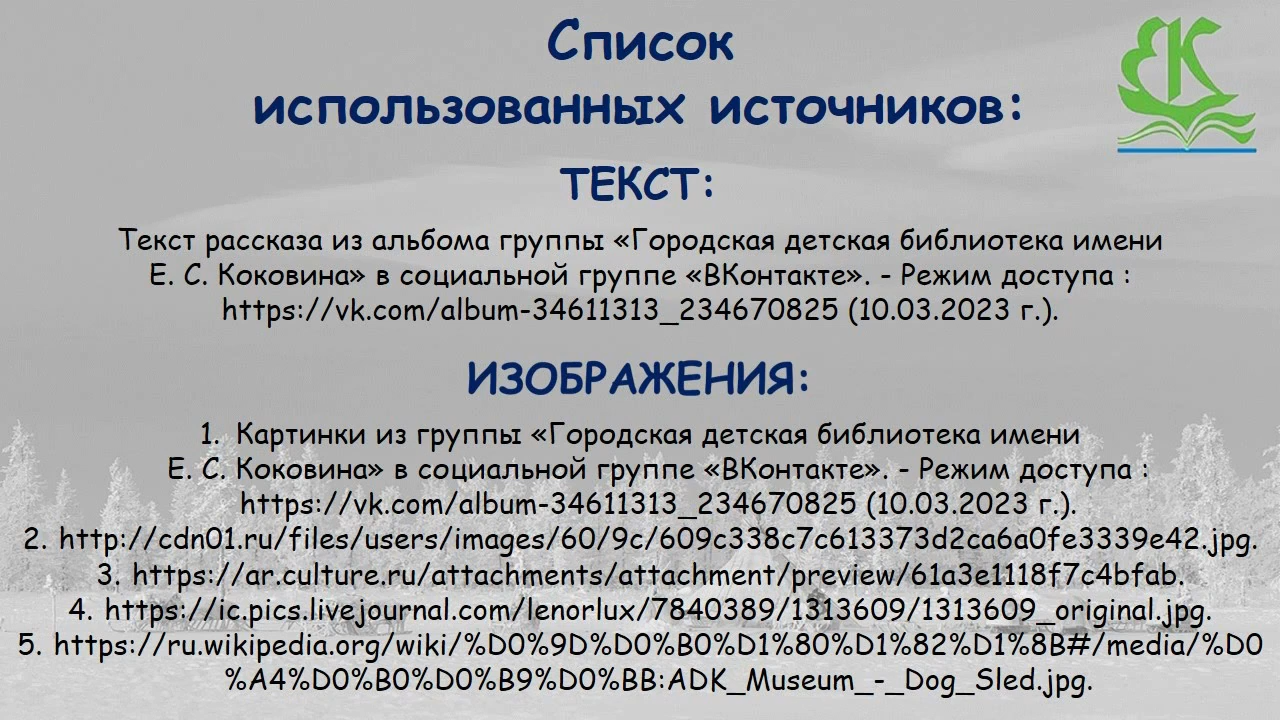 Список
использованных источников:
ЕК
ТЕКСТ:
Текст рассказа из альбома группы «Городская детская библиотека имени
Е. С. Коковина» в социальной группе «ВКонтакте». - Режим доступа :
https://vk.com/album-34611313_234670825 (10.03.2023 г.).
ИЗОБРАЖЕНИЯ:
1. Картинки из группы «Городская детская библиотека имени
Е. С. Коковина» в социальной группе «ВКонтакте». - Режим доступа :
https://vk.com/album-34611313_234670825 (10.03.2023 г.).
2. http://cdn01.ru/files/users/images/60/9c/609c338c7c613373d2ca6a0fe3339e42.jpg.
3. https://ar.culture.ru/attachments/attachment/preview/61a3e1118f7c4bfab.
4. https://ic.pics.livejournal.com/lenorlux/7840389/1313609/1313609_original.jpg.
5. https://ru.wikipedia.org/wiki/%D0%9D%D0%B0%D1%80%D1%82%D1%8B#/media/%D0
%A4%D0%B0%D0%B9%D0%BB:ADK_Museum_-_Dog_Sled.jpg.